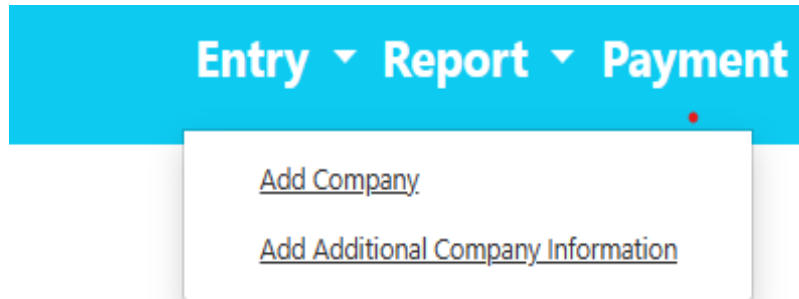 Entry Report Payment
Add Company
Add Additional Company Information